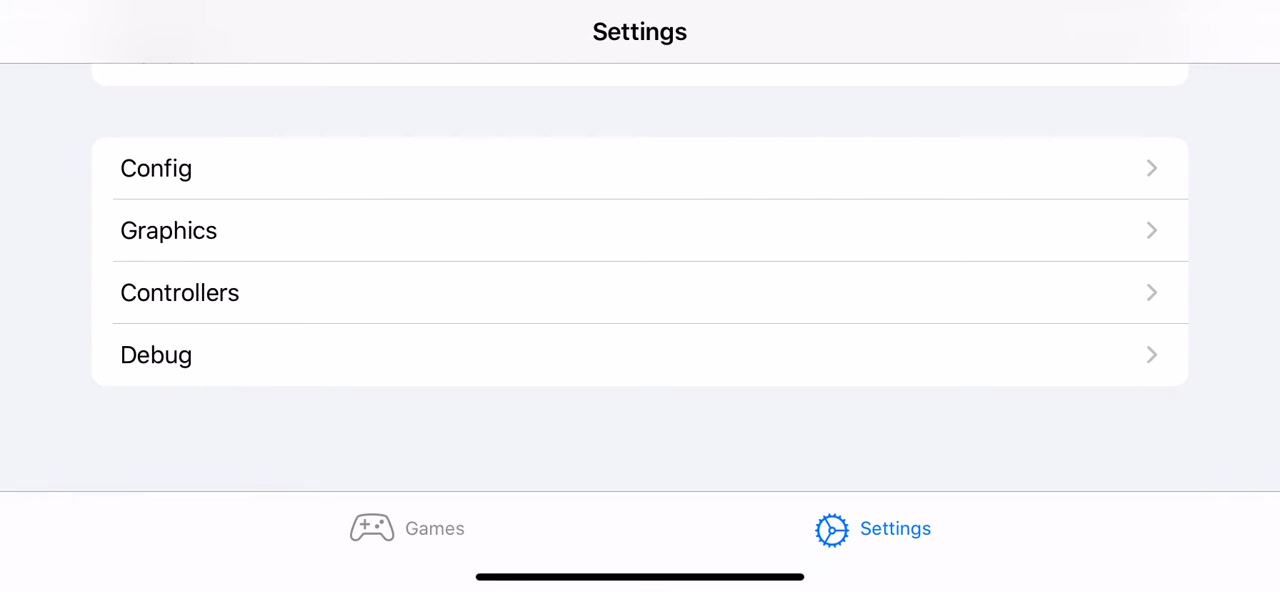 Settings
Config
Graphics
Controllers
Debug
Games
Settings